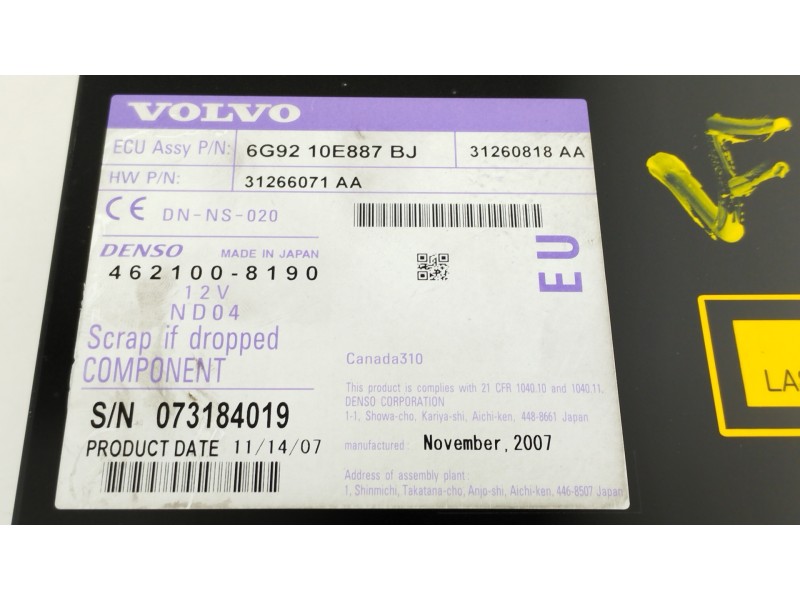 VOLVO
ECU Assy P/N: 6G92 10E887 BJ 31260818 AA
HW P/N: 31266071 AA
CE DN-NS-020
EU
DENSO MADE IN JAPAN
462100-8190
12V
ND04
Scrap if dropped
COMPONENT
S/N 073184019
PRODUCT DATE 11/14/07
Canada310
This product is complies with 21 CFR 1040.10 and 1040.11.
DENSO CORPORATION
1-1, Showa-cho, Kariya-shi, Aichi-ken, 448-8661 Japan
manufactured: November, 2007
Address of assembly plant:
1, Shinmichi, Takatana-cho, Anjo-shi, Aichi-ken, 446-8507 Japan